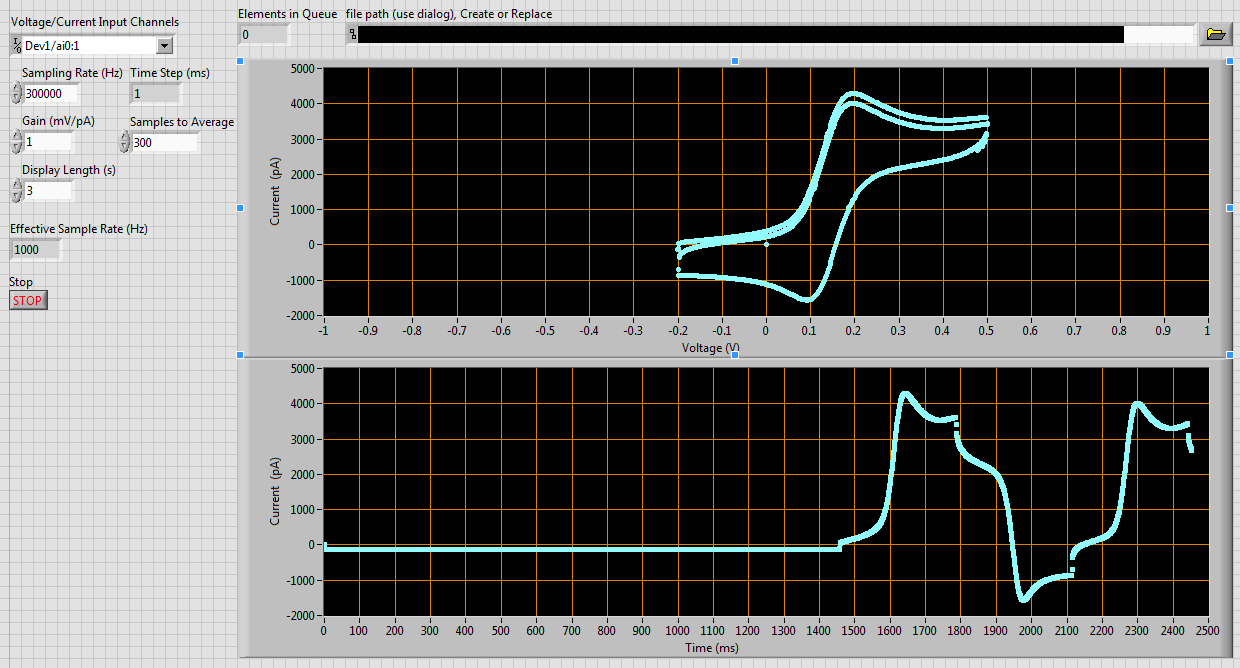 Voltage/Current Input Channels
Dev1/ai0:1
Sampling Rate (Hz) Time Step (ms)
300000 1
Gain (mV/pA) Samples to Average
1 300
Display Length (s)
3
Effective Sample Rate (Hz)
1000
Stop
STOP
Elements in Queue file path (use dialog), Create or Replace
0
5000
4000
3000
2000
1000
0
-1000
-2000
Current (pA)
-1 -0.9 -0.8 -0.7 -0.6 -0.5 -0.4 -0.3 -0.2 -0.1 0 0.1 0.2 0.3 0.4 0.5 0.6 0.7 0.8 0.9 1
Voltage (V)
5000
4000
3000
2000
1000
0
-1000
-2000
Current (pA)
0 100 200 300 400 500 600 700 800 900 1000 1100 1200 1300 1400 1500 1600 1700 1800 1900 2000 2100 2200 2300 2400 2500
Time (ms)